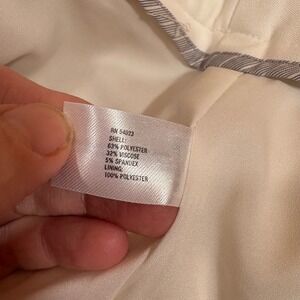 RN 54023
SHELL:
63% POLYESTER
32% VISCOSE
5% SPANDEX
LINING:
100% POLYESTER